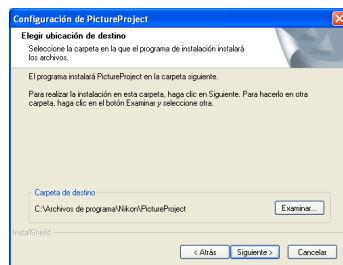 Configuración de PictureProject
Elegir ubicación de destino
Seleccione la carpeta en la que el programa de instalación instalará
los archivos.
El programa instalará PictureProject en la carpeta siguiente.
Para realizar la instalación en esta carpeta, haga clic en Siguiente. Para hacerlo en otra
carpeta, haga clic en el botón Examinar y seleccione otra.
Carpeta de destino
C:\Archivos de programa\Nikon\PictureProject
Examinar...
InstallShield
< Atrás
Siguiente >
Cancelar